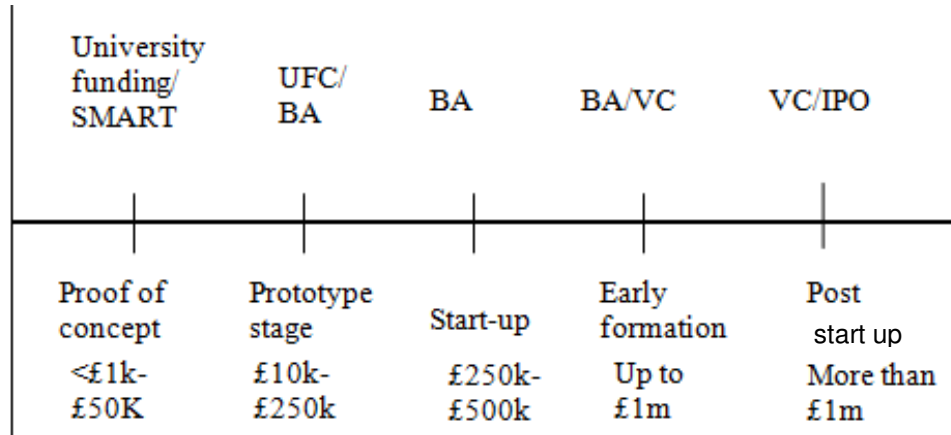 University
funding/
SMART
UFC/
BA
BA
BA/VC
VC/IPO
Proof of
concept
<£1k-
£50K
Prototype
stage
£10k-
£250k
Start-up
£250k-
£500k
Early
formation
Up to
£1m
Post
start up
More than
£1m